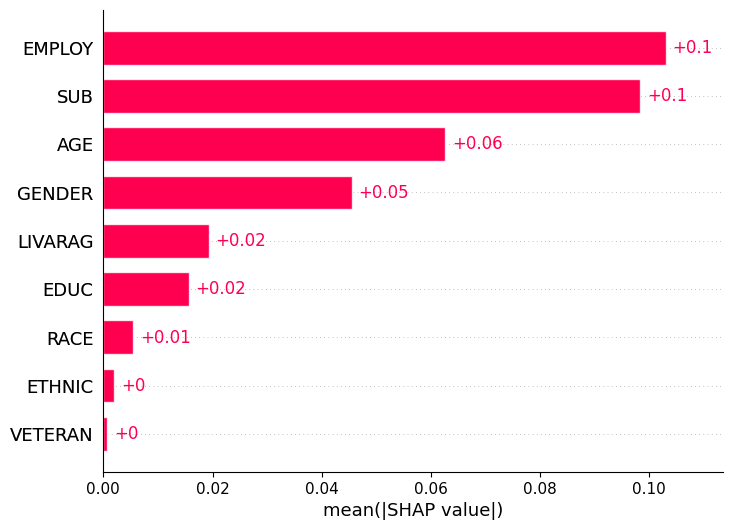 EMPLOY +0.1
SUB +0.1
AGE +0.06
GENDER +0.05
LIVARAG +0.02
EDUC +0.02
RACE +0.01
ETHNIC +0
VETERAN +0
0.00 0.02 0.04 0.06 0.08 0.10
mean(|SHAP value|)